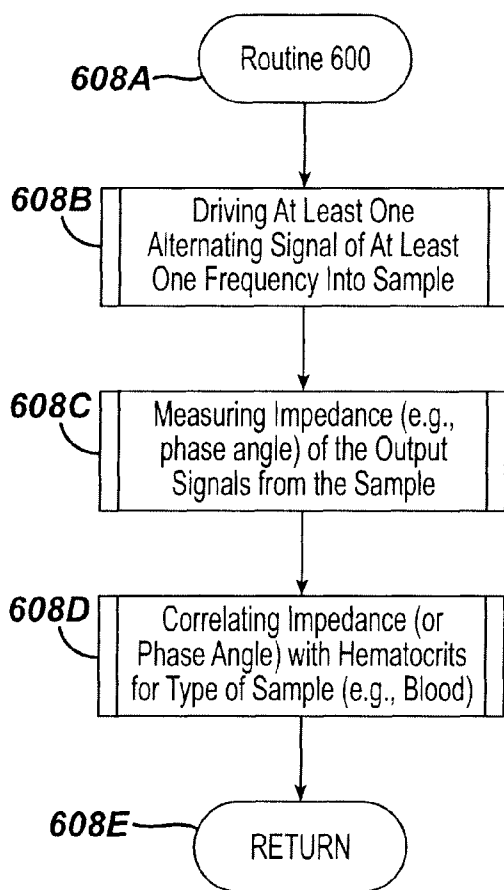 Routine 600
608A
608B
Driving At Least One
Alternating Signal of At Least
One Frequency Into Sample
608C
Measuring Impedance (e.g.,
phase angle) of the Output
Signals from the Sample
608D
Correlating Impedance (or
Phase Angle) with Hematocrits
for Type of Sample (e.g., Blood)
608E
RETURN